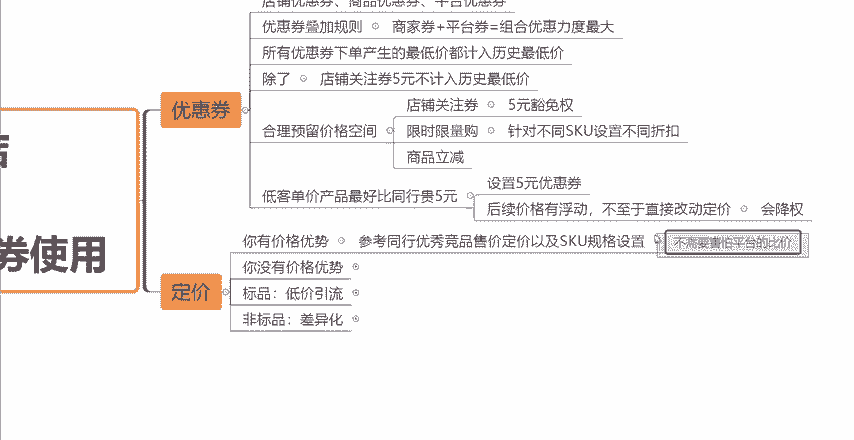 店铺优惠券、商品优惠券、平台优惠券
优惠券叠加规则 商家券+平台券=组合优惠力度最大
所有优惠券下单产生的最低价都计入历史最低价
除了 店铺关注券5元不计入历史最低价
优惠券
店铺关注券 5元豁免权
合理预留价格空间 限时限量购 针对不同SKU设置不同折扣
商品立减
设置5元优惠券
低客单价产品最好比同行贵5元
后续价格有浮动，不至于直接改动定价 会降权
券使用
你有价格优势 参考同行优秀竞品售价定价以及SKU规格设置 不需要害怕平台的比价
你没有价格优势
定价
标品：低价引流
非标品：差异化